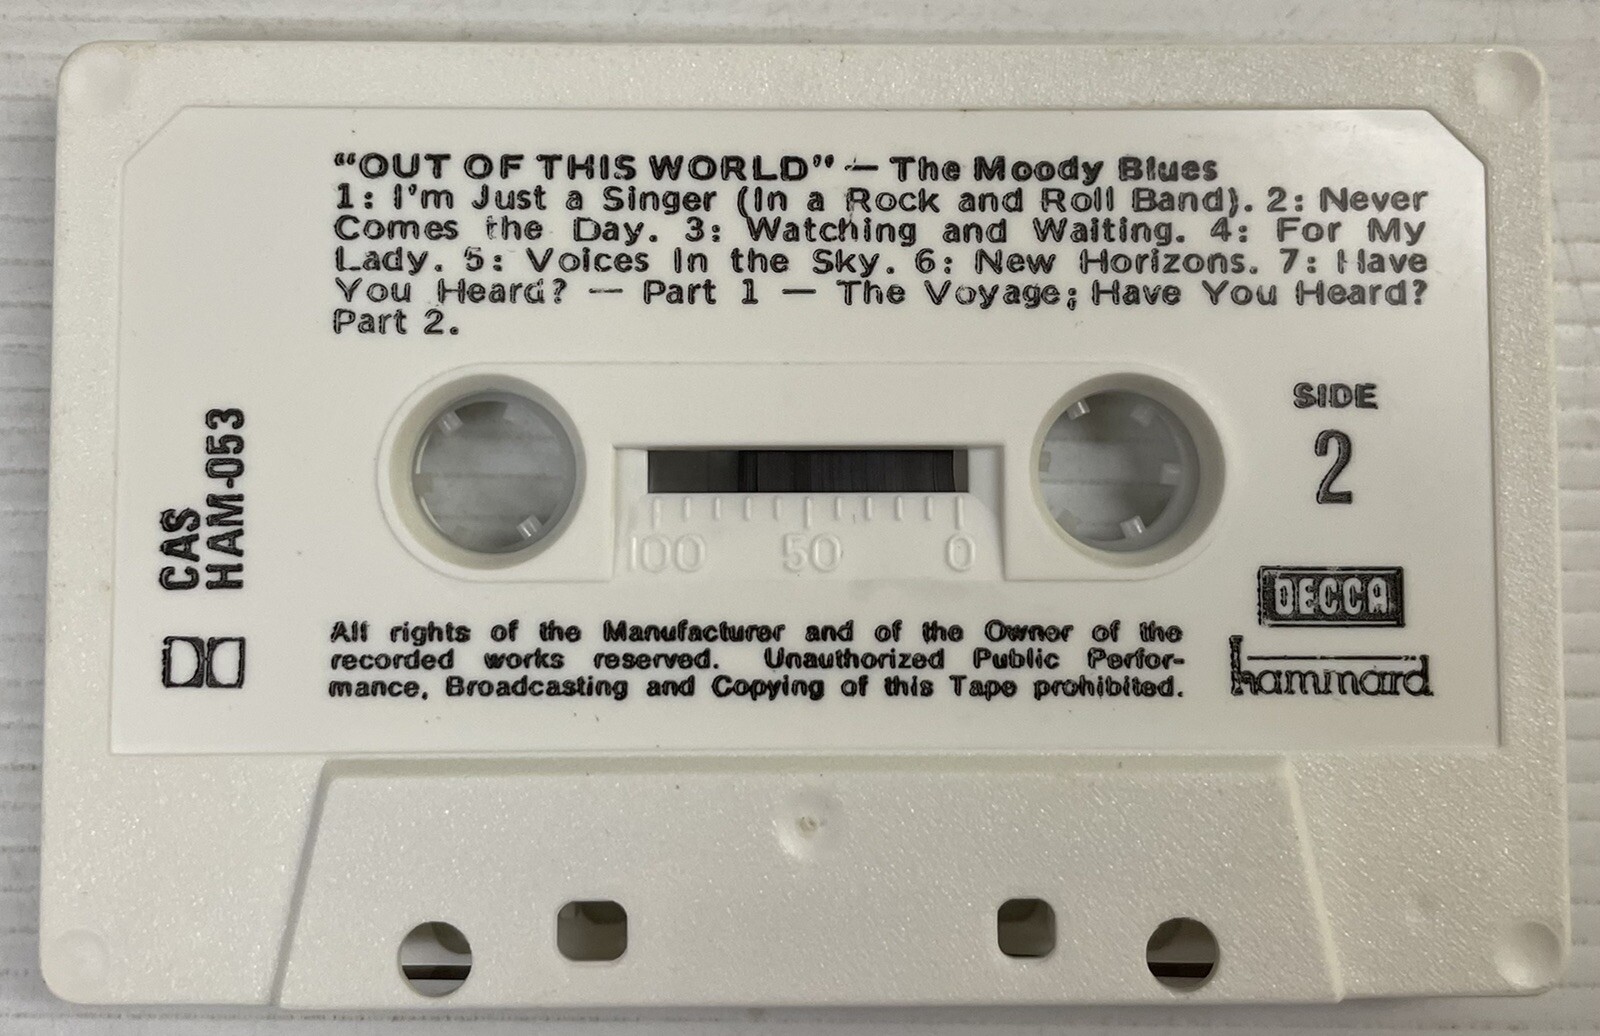 "OUT OF THIS WORLD" — The Moody Blues
1: I'm Just a Singer (In a Rock and Roll Band). 2: Never
Comes the Day. 3: Watching and Waiting. 4: For My
Lady. 5: Voices In the Sky. 6: New Horizons. 7: Have
You Heard? — Part 1 — The Voyage; Have You Heard?
Part 2.
CAS
HAM-053
SIDE
2
100 50 0
DECCA
hammard
All rights of the Manufacturer and of the Owner of the
recorded works reserved. Unauthorized Public Perfor-
mance, Broadcasting and Copying of this Tape prohibited.